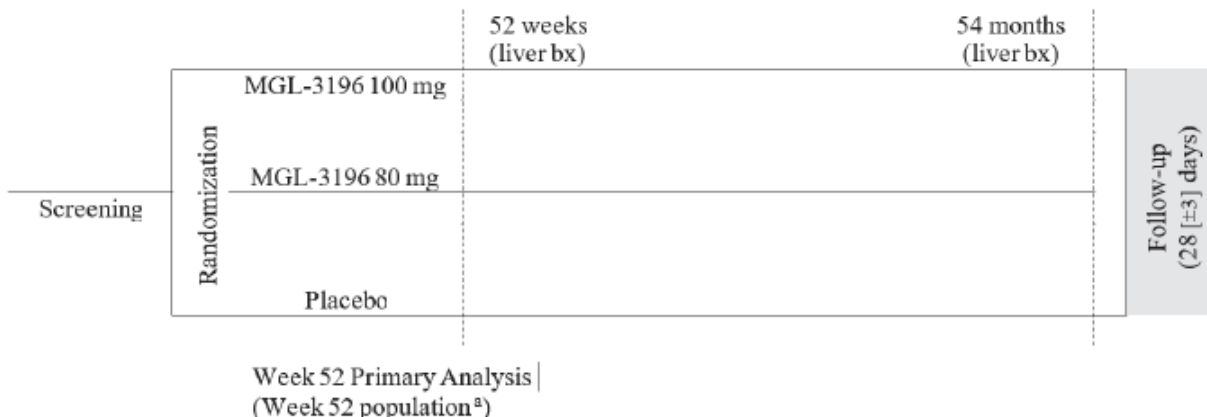 52 weeks
(liver bx)
54 months
(liver bx)
MGL-3196 100 mg
MGL-3196 80 mg
Screening
Randomization
Placebo
Follow-up
(28 [±3] days)
Week 52 Primary Analysis
(Week 52 populationᵃ)